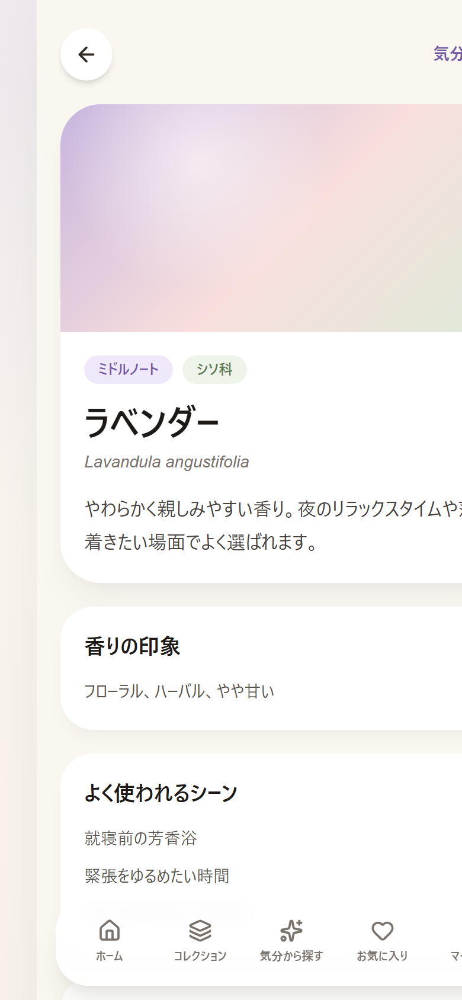 気分
ミドルノート
シソ科
ラベンダー
Lavandula angustifolia
やわらかく親しみやすい香り。夜のリラックスタイムや
着きたい場面でよく選ばれます。
香りの印象
フローラル、ハーバル、やや甘い
よく使われるシーン
就寝前の芳香浴
緊張をゆるめたい時間
ホーム
コレクション
気分から探す
お気に入り
マ